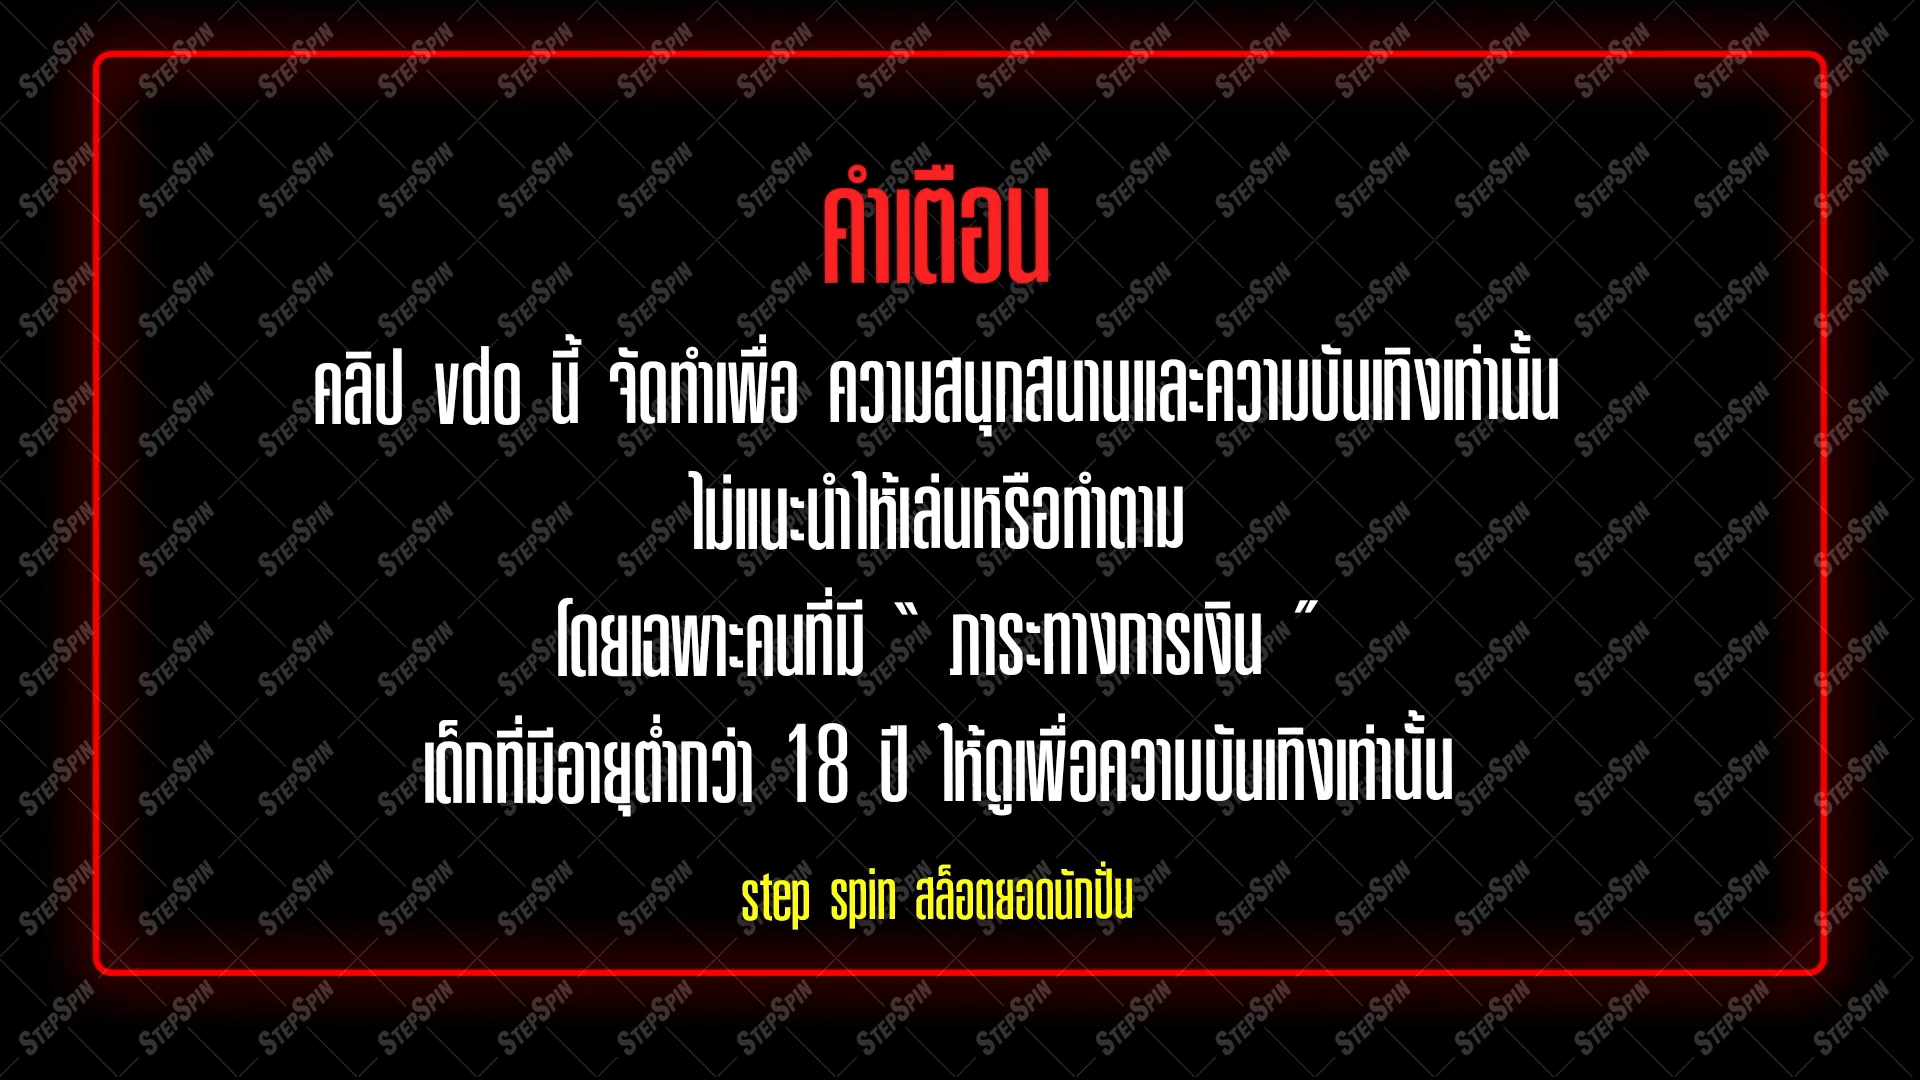 คำเตือน
คลิป vdo นี้ จัดทำเพื่อ ความสนุกสนานและความบันเทิงเท่านั้น
ไม่แนะนำให้เล่นหรือทำตาม
โดยเฉพาะคนที่มี “ ภาระทางการเงิน ”
เด็กที่มีอายุต่ำกว่า 18 ปี ให้ดูเพื่อความบันเทิงเท่านั้น
step spin สล็อตยอดนักปั่น
STEPSPIN